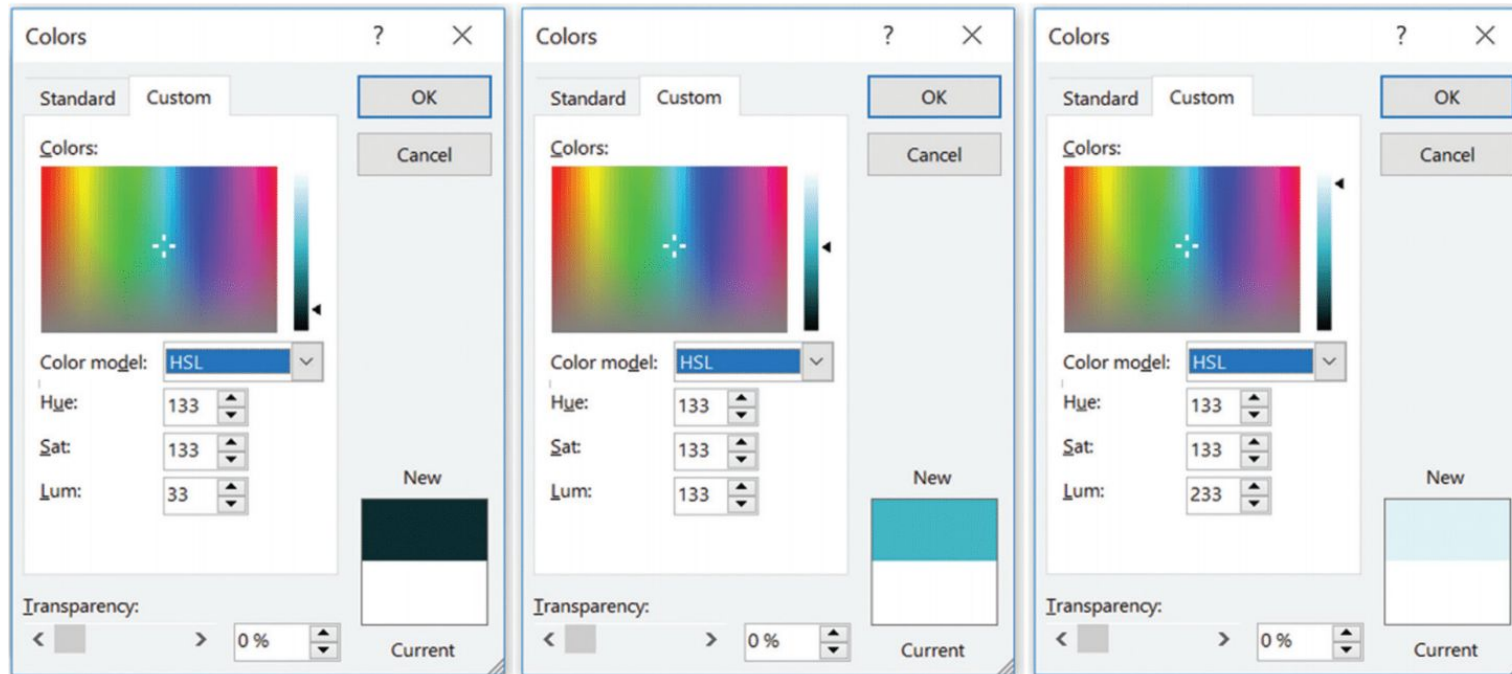 Colors ? ×
Standard Custom OK
Colors: Cancel
Color model: HSL
Hue: 133
Sat: 133
Lum: 33
New
Transparency:
< > 0 % Current
Colors ? ×
Standard Custom OK
Colors: Cancel
Color model: HSL
Hue: 133
Sat: 133
Lum: 133
New
Transparency:
< > 0 % Current
Colors ? ×
Standard Custom OK
Colors: Cancel
Color model: HSL
Hue: 133
Sat: 133
Lum: 233
New
Transparency:
< > 0 % Current